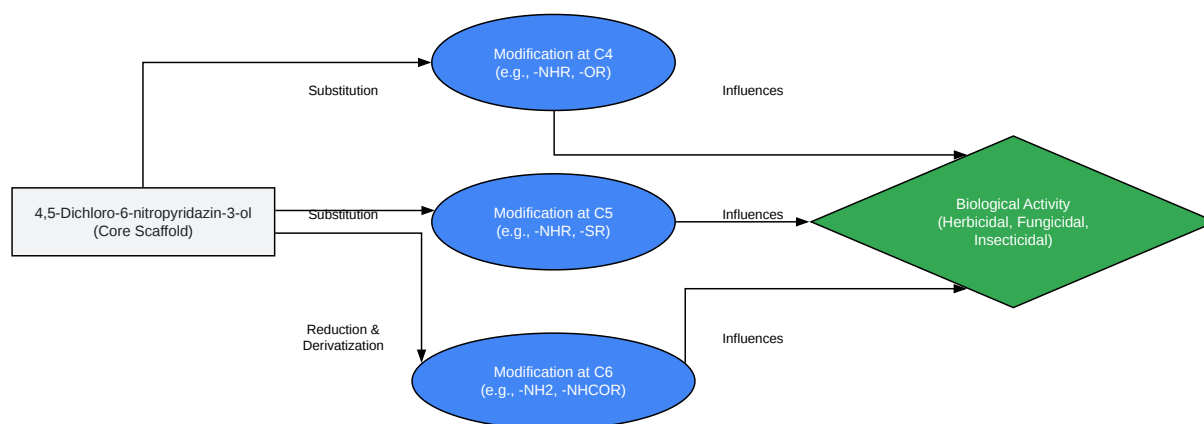 Modification at C4
(e.g., -NHR, -OR)
Substitution
Influences
4,5-Dichloro-6-nitropyridazin-3-ol
(Core Scaffold)
Substitution
Modification at C5
(e.g., -NHR, -SR)
Influences
Biological Activity
(Herbicidal, Fungicidal,
Insecticidal)
Reduction &
Derivatization
Influences
Modification at C6
(e.g., -NH2, -NHCOR)